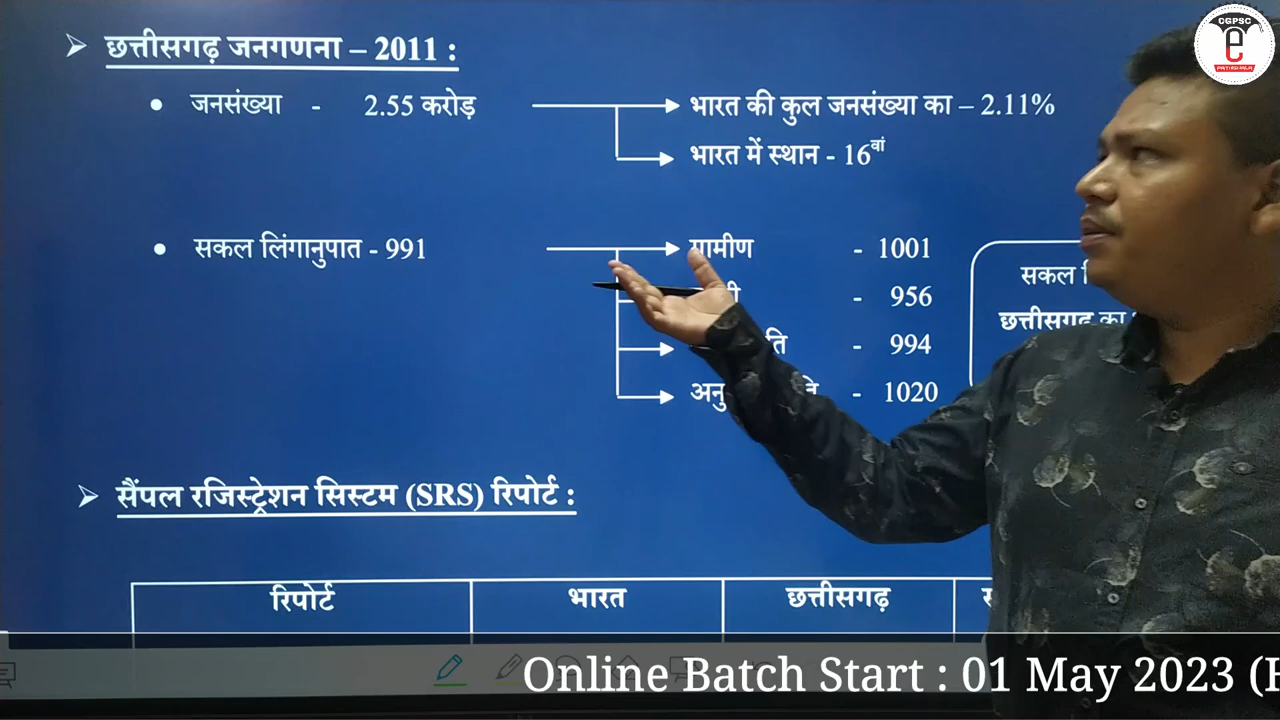 CGPSC
e
PATHSHALA
छत्तीसगढ़ जनगणना – 2011 :
जनसंख्या - 2.55 करोड़
भारत की कुल जनसंख्या का – 2.11%
भारत में स्थान - 16वां
सकल लिंगानुपात - 991
ग्रामीण - 1001
- 956
- 994
- 1020
सकल
छत्तीसगढ़ का
सैंपल रजिस्ट्रेशन सिस्टम (SRS) रिपोर्ट :
रिपोर्ट भारत छत्तीसगढ़
Online Batch Start : 01 May 2023